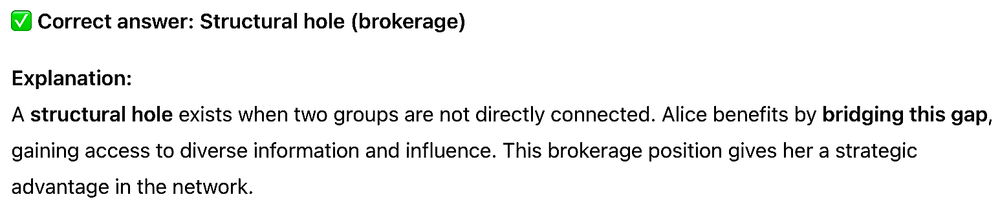 ✅ Correct answer: Structural hole (brokerage)
Explanation:
A structural hole exists when two groups are not directly connected. Alice benefits by bridging this gap,
gaining access to diverse information and influence. This brokerage position gives her a strategic
advantage in the network.